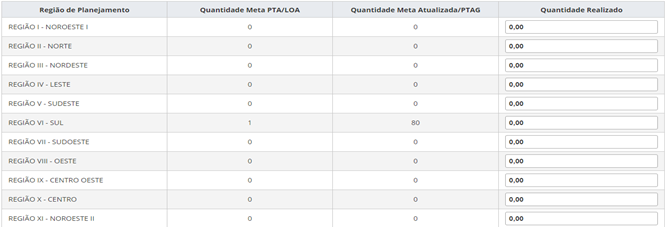 Região de Planejamento Quantidade Meta PTA/LOA Quantidade Meta Atualizada/PTAG Quantidade Realizado
REGIÃO I - NOROESTE I 0 0 0,00
REGIÃO II - NORTE 0 0 0,00
REGIÃO III - NORDESTE 0 0 0,00
REGIÃO IV - LESTE 0 0 0,00
REGIÃO V - SUDESTE 0 0 0,00
REGIÃO VI - SUL 1 80 0,00
REGIÃO VII - SUDOESTE 0 0 0,00
REGIÃO VIII - OESTE 0 0 0,00
REGIÃO IX - CENTRO OESTE 0 0 0,00
REGIÃO X - CENTRO 0 0 0,00
REGIÃO XI - NOROESTE II 0 0 0,00